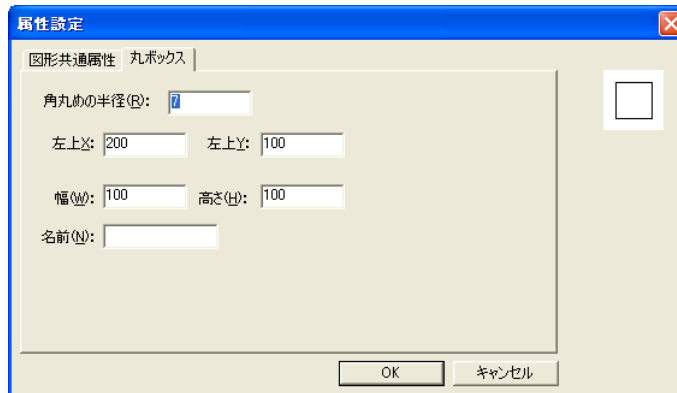 属性設定
図形共通属性 丸ボックス
角丸めの半径(R): 7
左上X: 200 左上Y: 100
幅(W): 100 高さ(H): 100
名前(N):
OK キャンセル